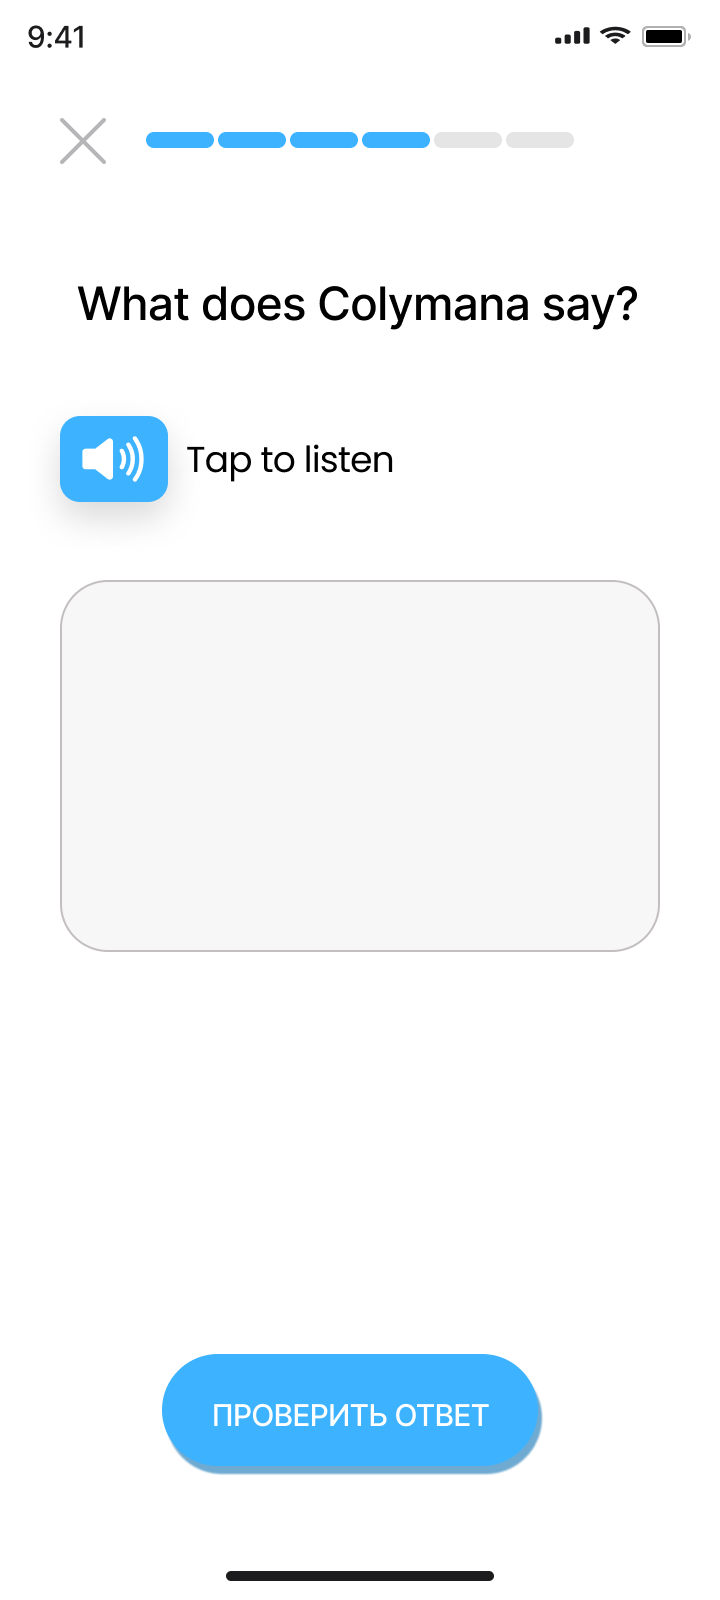 9:41
What does Colymana say?
Tap to listen
ПРОВЕРИТЬ ОТВЕТ